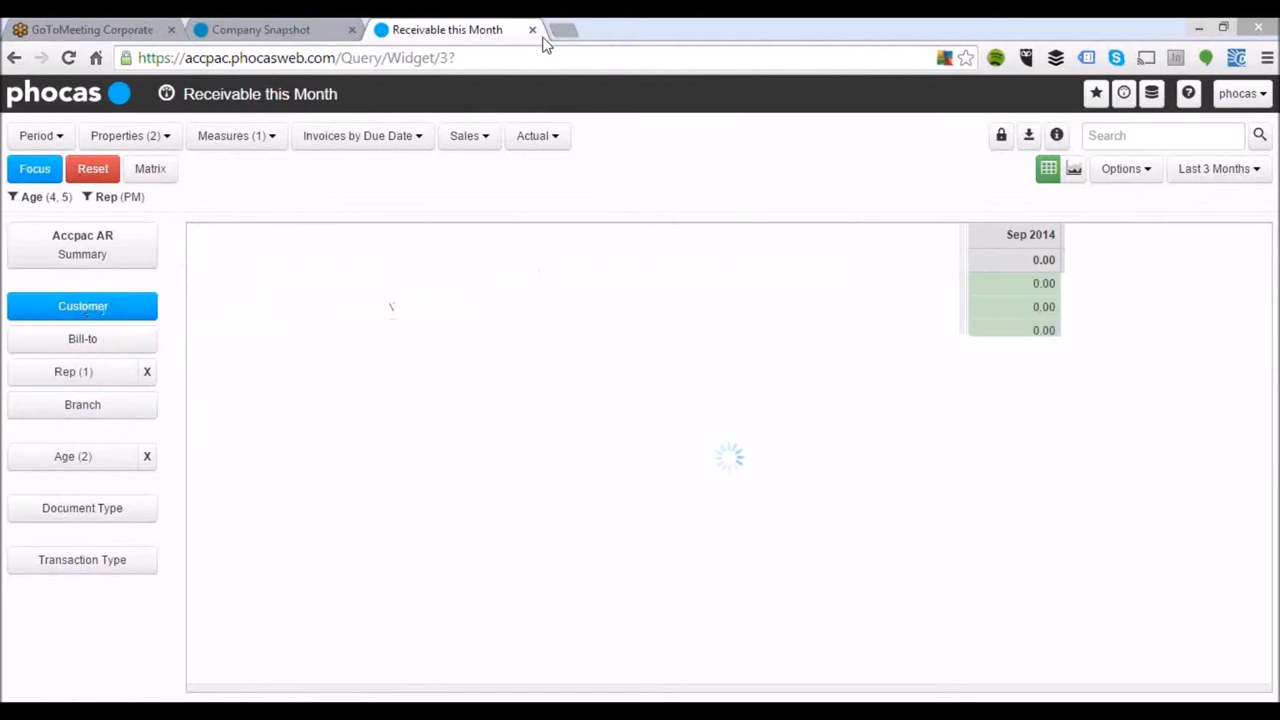 GoToMeeting Corporate
Company Snapshot
Receivable this Month
https://accpac.phocasweb.com/Query/Widget/3?
phocas
Receivable this Month
phocas
Period
Properties (2)
Measures (1)
Invoices by Due Date
Sales
Actual
Search
Focus
Reset
Matrix
Options
Last 3 Months
Age (4, 5)
Rep (PM)
Accpac AR
Summary
Customer
Bill-to
Rep (1)
X
Branch
Age (2)
X
Document Type
Transaction Type
Sep 2014
0.00
0.00
0.00
0.00